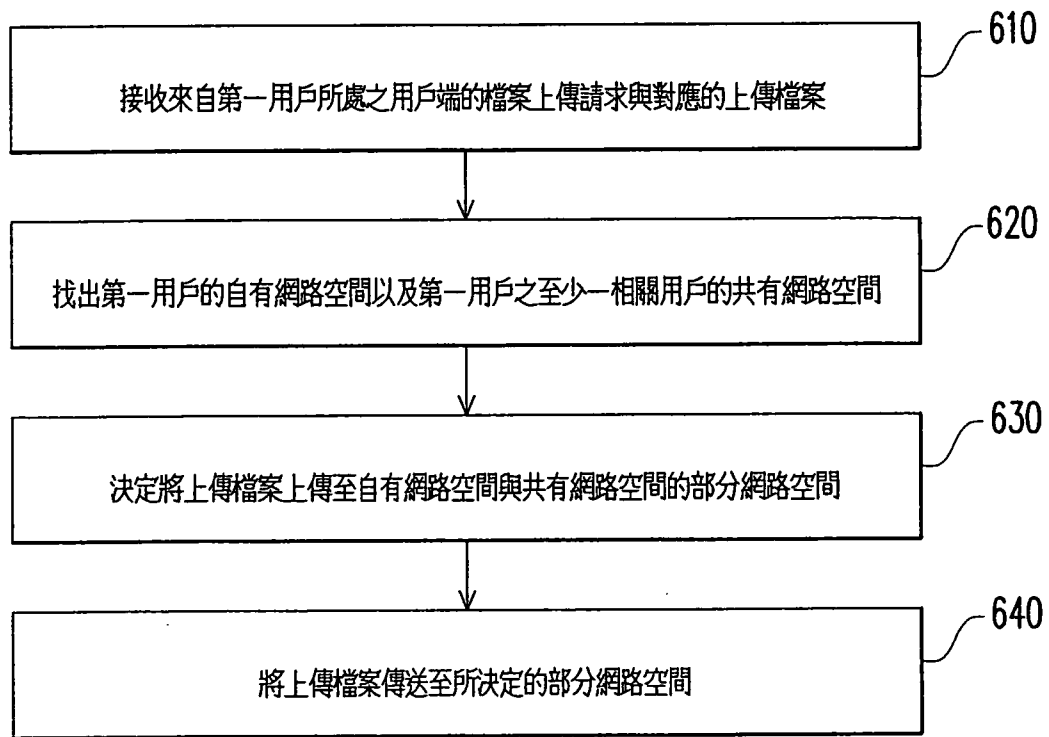 610
接收來自第一用戶所處之用戶端的檔案上傳請求與對應的上傳檔案
620
找出第一用戶的自有網路空間以及第一用戶之至少一相關用戶的共有網路空間
630
決定將上傳檔案上傳至自有網路空間與共有網路空間的部分網路空間
640
將上傳檔案傳送至所決定的部分網路空間